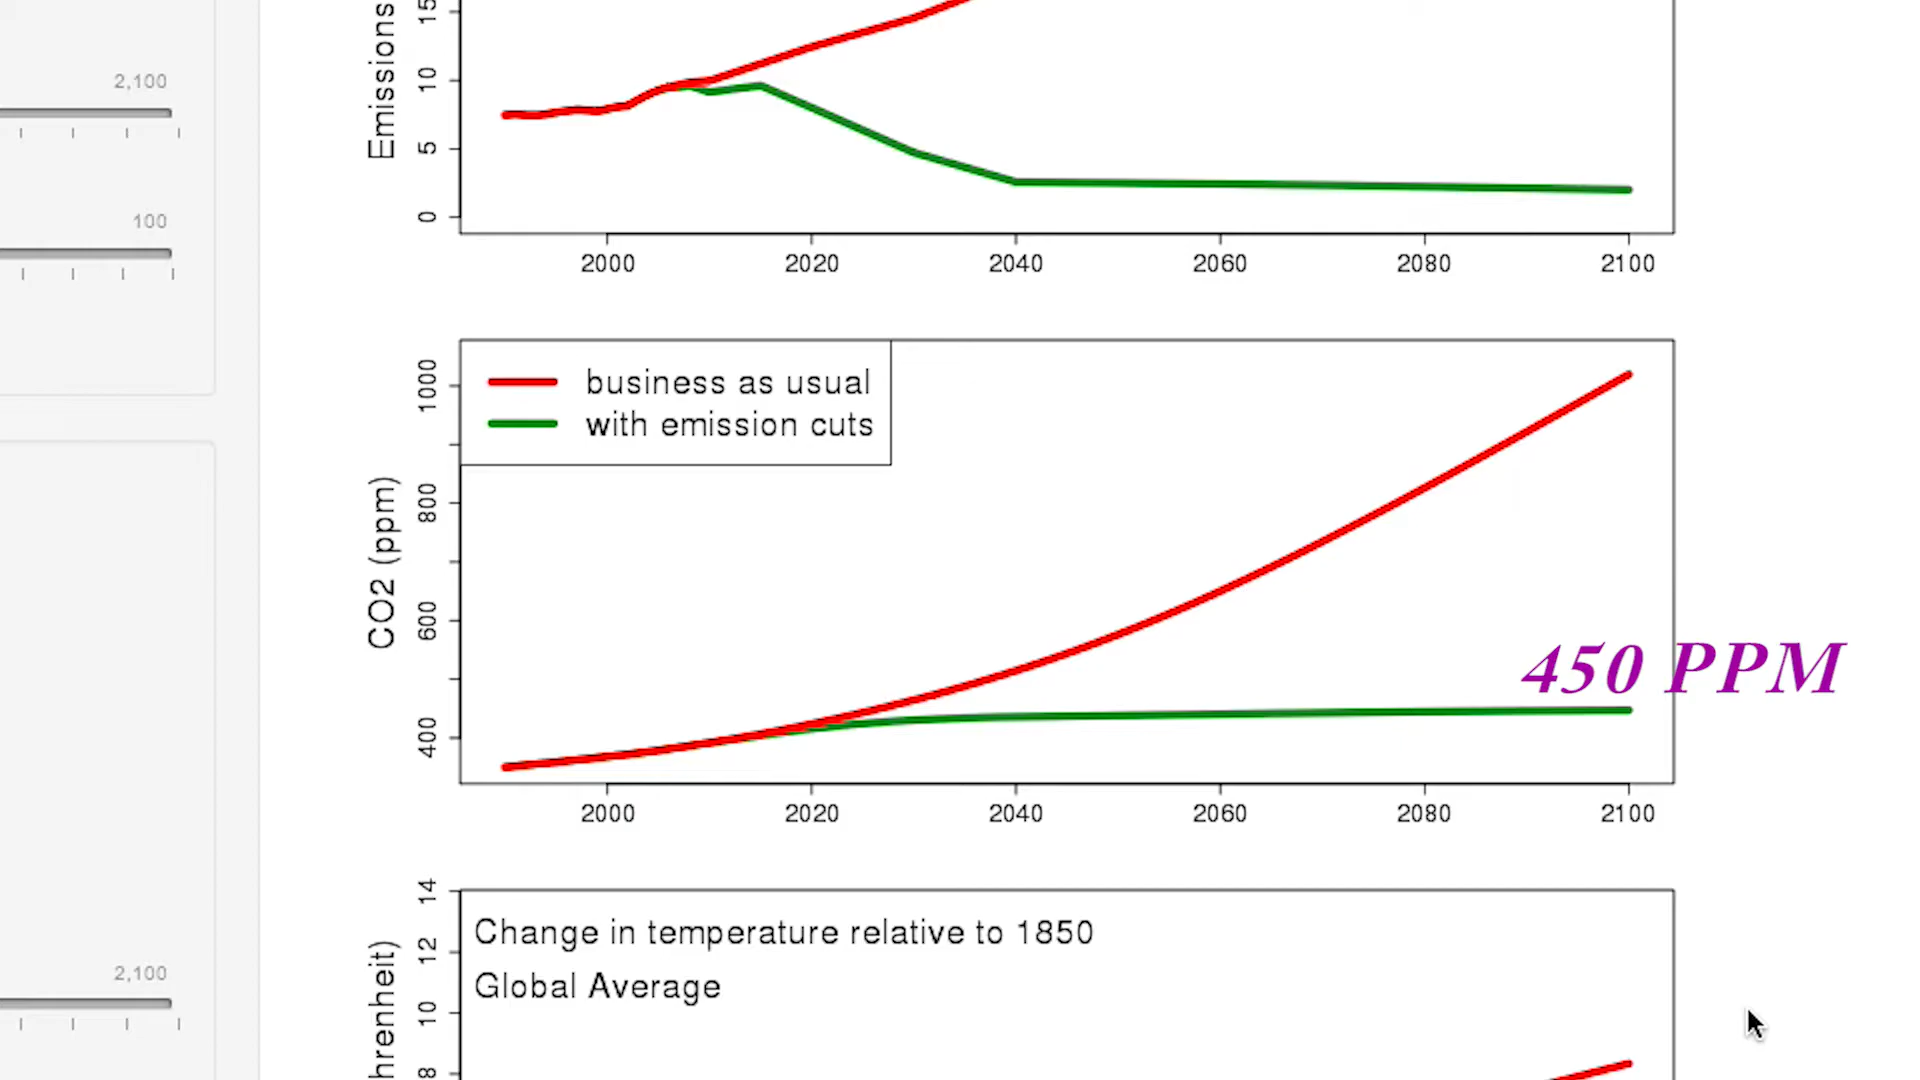 2,100
100
2,100
Emissions
15
10
5
0
2000 2020 2040 2060 2080 2100
business as usual
with emission cuts
CO2 (ppm)
1000
800
600
400
450 PPM
2000 2020 2040 2060 2080 2100
Change in temperature relative to 1850
Global Average
14
12
10
8